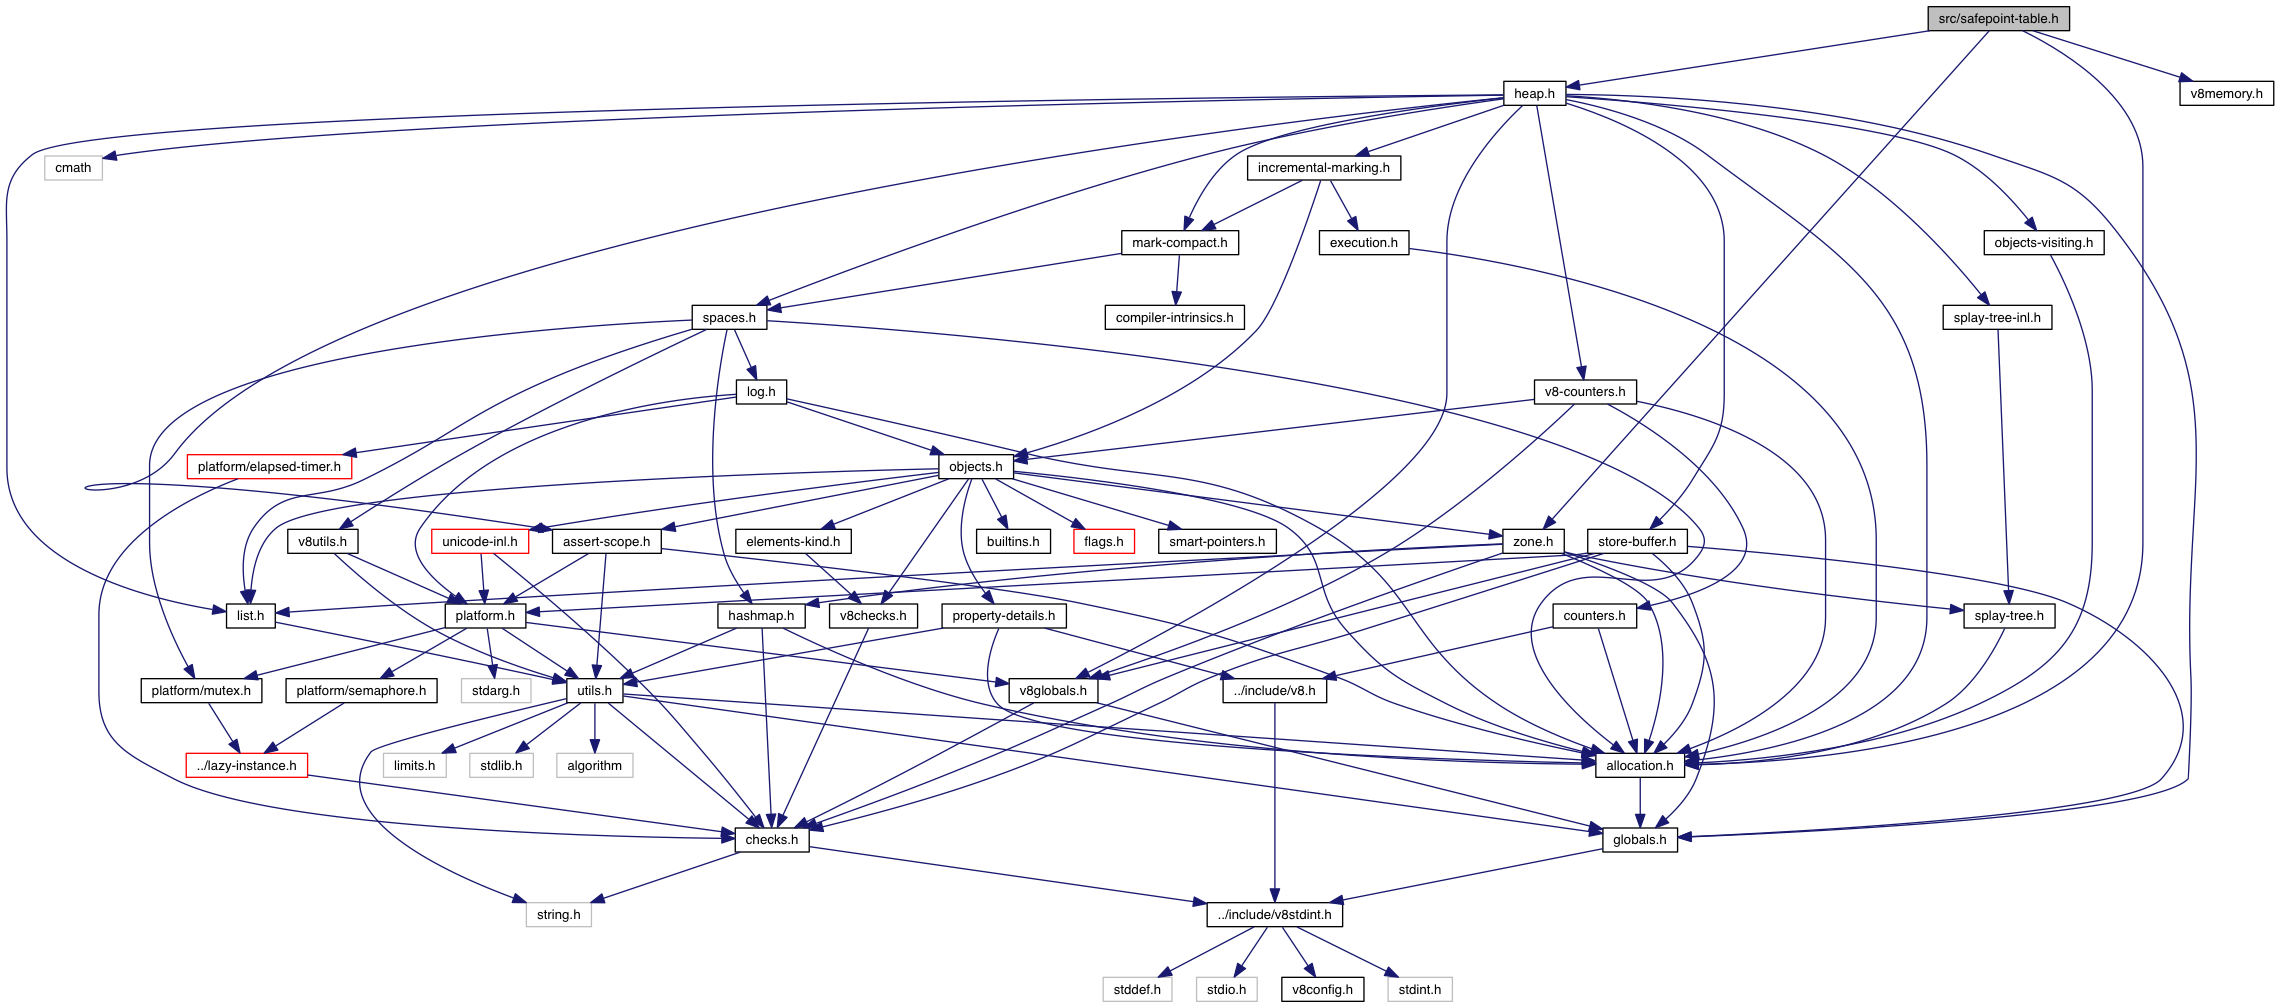 src/safepoint-table.h
heap.h
v8memory.h
cmath
incremental-marking.h
mark-compact.h
execution.h
objects-visiting.h
spaces.h
compiler-intrinsics.h
splay-tree-inl.h
log.h
v8-counters.h
platform/elapsed-timer.h
objects.h
v8utils.h
unicode-inl.h
assert-scope.h
elements-kind.h
builtins.h
flags.h
smart-pointers.h
zone.h
store-buffer.h
list.h
platform.h
hashmap.h
v8checks.h
property-details.h
counters.h
splay-tree.h
platform/mutex.h
platform/semaphore.h
stdarg.h
utils.h
v8globals.h
../include/v8.h
../lazy-instance.h
limits.h
stdlib.h
algorithm
allocation.h
checks.h
globals.h
string.h
../include/v8stdint.h
stddef.h
stdio.h
v8config.h
stdint.h